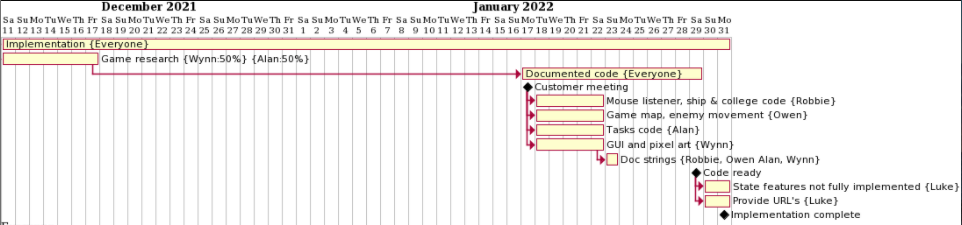 December 2021 January 2022
Sa Su Mo Tu We Th Fr Sa Su Mo Tu We Th Fr Sa Su Mo Tu We Th Fr Sa Su Mo Tu We Th Fr Sa Su Mo Tu We Th Fr Sa Su Mo Tu We Th Fr Sa Su Mo Tu We Th Fr Sa Su Mo
11 12 13 14 15 16 17 18 19 20 21 22 23 24 25 26 27 28 29 30 31 1 2 3 4 5 6 7 8 9 10 11 12 13 14 15 16 17 18 19 20 21 22 23 24 25 26 27 28 29 30 31
Implementation {Everyone}
Game research {Wynn:50%} {Alan:50%}
Documented code {Everyone}
Customer meeting
Mouse listener, ship & college code {Robbie}
Game map, enemy movement {Owen}
Tasks code {Alan}
GUI and pixel art {Wynn}
Doc strings {Robbie, Owen Alan, Wynn}
Code ready
State features not fully implemented {Luke}
Provide URL's {Luke}
Implementation complete